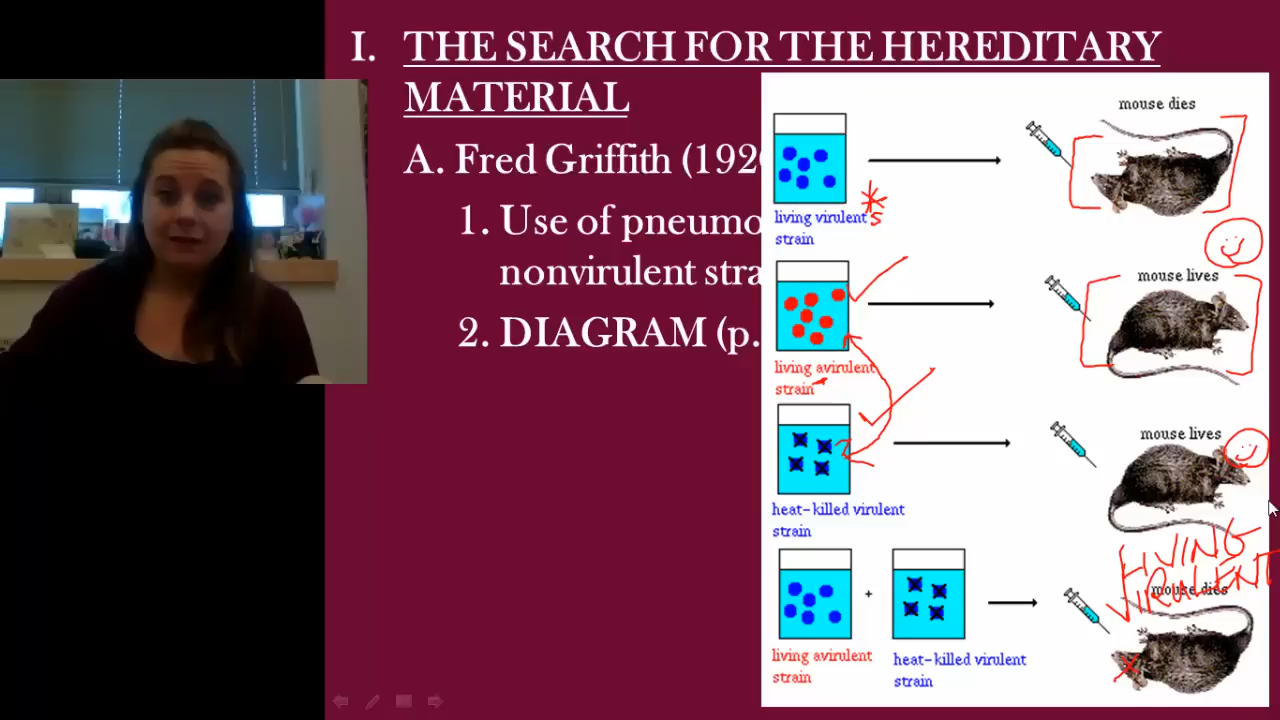 I. THE SEARCH FOR THE HEREDITARY
MATERIAL
A. Fred Griffith (192
1. Use of pneumo
nonvirulent stra
2. DIAGRAM (p.
mouse dies
living virulent
strain
S
mouse lives
living avirulent
strain
mouse lives
heat-killed virulent
strain
LIVING
VIRULENT
mouse dies
+
living avirulent
strain
heat-killed virulent
strain